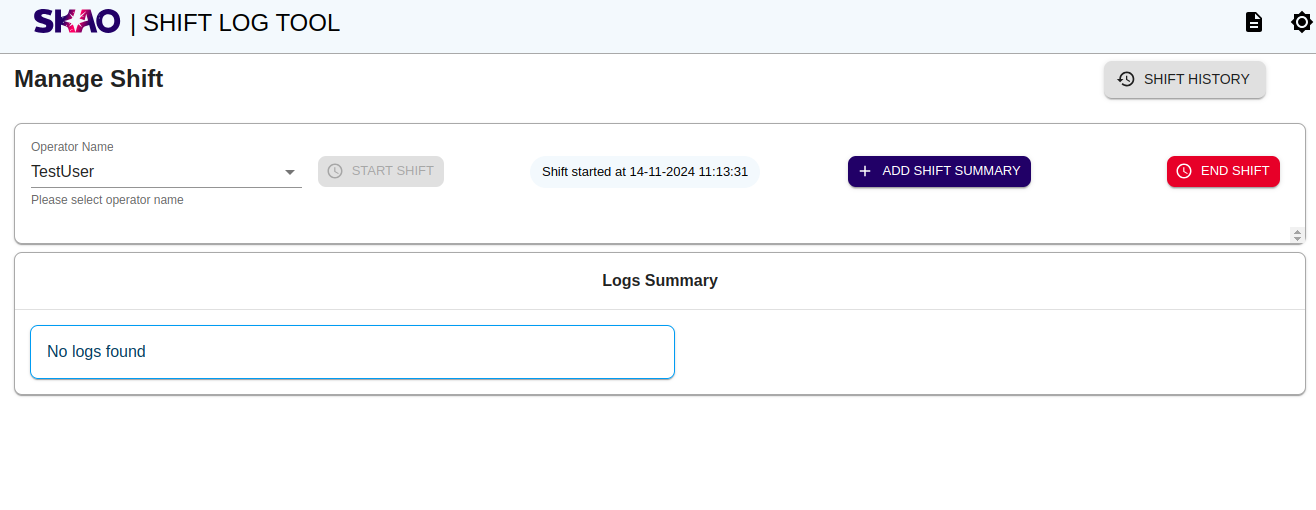 SKAO | SHIFT LOG TOOL
Manage Shift
SHIFT HISTORY
Operator Name
TestUser
START SHIFT
Shift started at 14-11-2024 11:13:31
ADD SHIFT SUMMARY
END SHIFT
Please select operator name
Logs Summary
No logs found